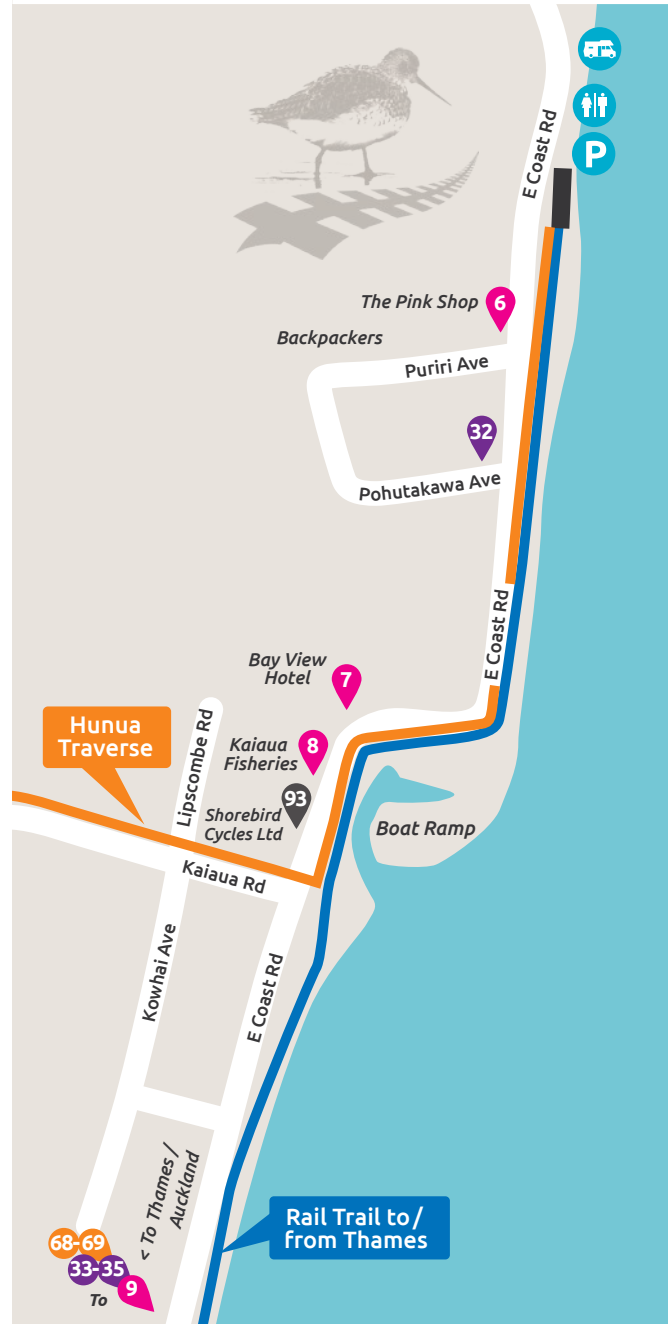 E Coast Rd
P
The Pink Shop
6
Backpackers
Puriri Ave
32
Pohutakawa Ave
E Coast Rd
Bay View
Hotel
7
Hunua
Traverse
Lipscombe Rd
Kaiaua
Fisheries
8
93
Shorebird
Cycles Ltd
Boat Ramp
Kaiaua Rd
Kowhai Ave
E Coast Rd
< To Thames /
Auckland
Rail Trail to/
from Thames
68-69
33-35
9
To